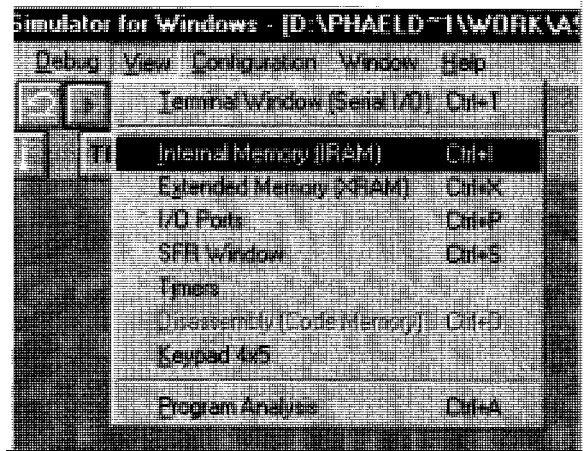 Simulator for Windows - [D:\PHAELD~1\WORK\AS
Debug View Configuration Window Help
Terminal Window (Serial I/O) Ctrl+T
Internal Memory (IRAM) Ctrl+I
Extended Memory (XRAM) Ctrl+X
I/O Ports Ctrl+P
SFR Window Ctrl+S
Timers
Disassembly (Code Memory) Ctrl+D
Keypad 4x5
Program Analysis Ctrl+A